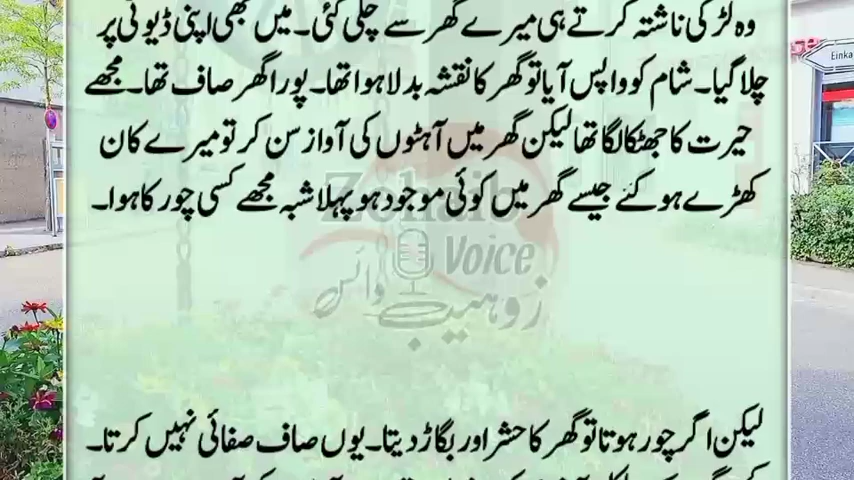 وہ لڑکی ناشتہ کرتے ہی میرے گھر سے چلی گئی۔ میں بھی اپنی ڈیوٹی پر
چلا گیا۔ شام کو واپس آیا تو گھر کا نقشہ بدلا ہوا تھا۔ پورا گھر صاف تھا۔ مجھے
حیرت کا جھٹکا لگا تھا لیکن گھر میں آہٹوں کی آواز سن کر تو میرے کان
کھڑے ہو گئے جیسے گھر میں کوئی موجود ہو پہلا شبہ مجھے کسی چور کا ہوا۔
Zohaib
Voice
زوہیب وائس
لیکن اگر چور ہوتا تو گھر کا حشر اور بگاڑ دیتا۔ یوں صاف صفائی نہیں کرتا۔
Einka